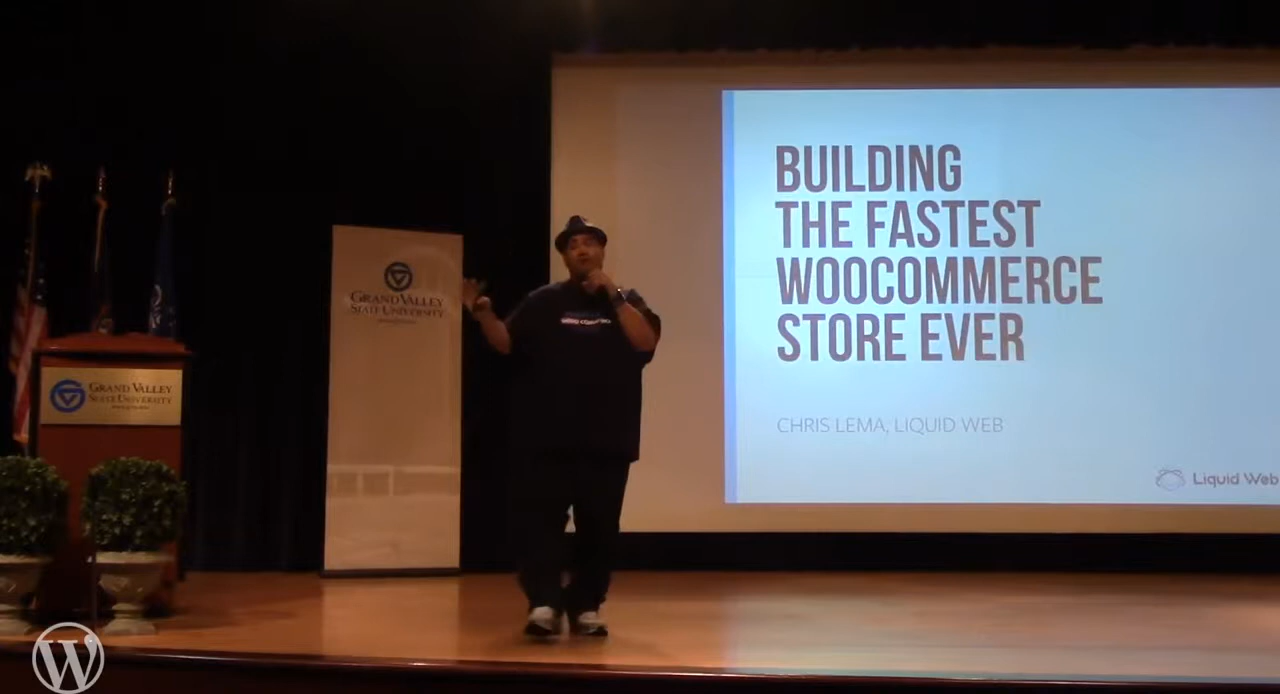 GRAND VALLEY
STATE UNIVERSITY
GRAND VALLEY
STATE UNIVERSITY
BUILDING
THE FASTEST
WOOCOMMERCE
STORE EVER
CHRIS LEMA, LIQUID WEB
Liquid Web
W